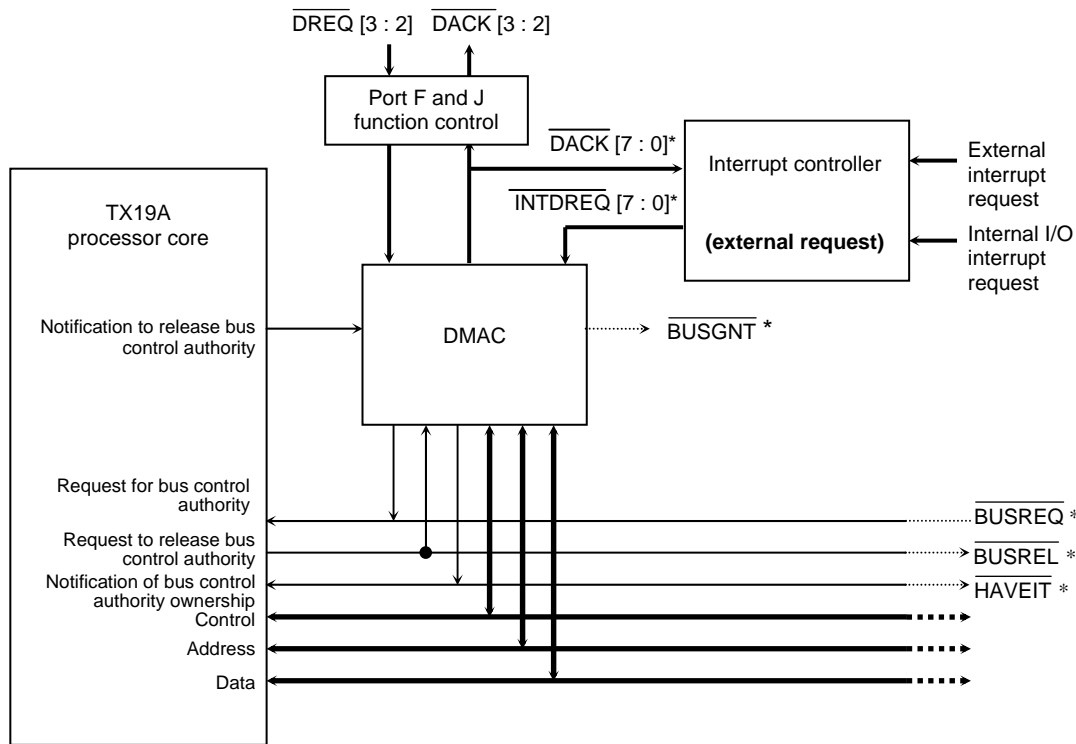 DREQ [3 : 2] DACK [3 : 2]
Port F and J
function control
DACK [7 : 0]*
INTDREQ [7 : 0]*
Interrupt controller
(external request)
External
interrupt
request
Internal I/O
interrupt
request
TX19A
processor core
Notification to release bus
control authority
DMAC
BUSGNT *
Request for bus control
authority
BUSREQ *
Request to release bus
control authority
BUSREL *
Notification of bus control
authority ownership
HAVEIT *
Control
Address
Data